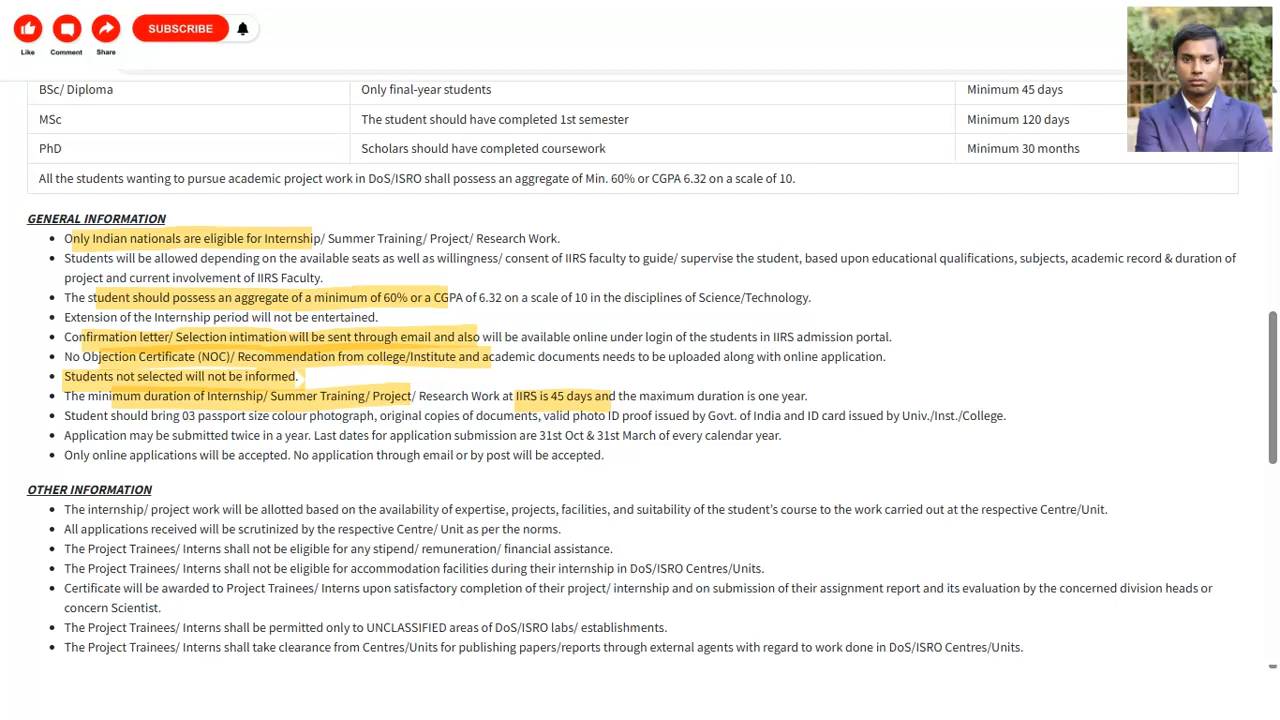 SUBSCRIBE
Like Comment Share
BSc/ Diploma Only final-year students Minimum 45 days
MSc The student should have completed 1st semester Minimum 120 days
PhD Scholars should have completed coursework Minimum 30 months
All the students wanting to pursue academic project work in DoS/ISRO shall possess an aggregate of Min. 60% or CGPA 6.32 on a scale of 10.
GENERAL INFORMATION
Only Indian nationals are eligible for Internship/ Summer Training/ Project/ Research Work.
Students will be allowed depending on the available seats as well as willingness/ consent of IIRS faculty to guide/ supervise the student, based upon educational qualifications, subjects, academic record & duration of
project and current involvement of IIRS Faculty.
The student should possess an aggregate of a minimum of 60% or a CGPA of 6.32 on a scale of 10 in the disciplines of Science/Technology.
Extension of the Internship period will not be entertained.
Confirmation letter/ Selection intimation will be sent through email and also will be available online under login of the students in IIRS admission portal.
No Objection Certificate (NOC)/ Recommendation from college/Institute and academic documents needs to be uploaded along with online application.
Students not selected will not be informed.
The minimum duration of Internship/ Summer Training/ Project/ Research Work at IIRS is 45 days and the maximum duration is one year.
Student should bring 03 passport size colour photograph, original copies of documents, valid photo ID proof issued by Govt. of India and ID card issued by Univ./Inst./College.
Application may be submitted twice in a year. Last dates for application submission are 31st Oct & 31st March of every calendar year.
Only online applications will be accepted. No application through email or by post will be accepted.
OTHER INFORMATION
The internship/ project work will be allotted based on the availability of expertise, projects, facilities, and suitability of the student's course to the work carried out at the respective Centre/Unit.
All applications received will be scrutinized by the respective Centre/ Unit as per the norms.
The Project Trainees/ Interns shall not be eligible for any stipend/ remuneration/ financial assistance.
The Project Trainees/ Interns shall not be eligible for accommodation facilities during their internship in DoS/ISRO Centres/Units.
Certificate will be awarded to Project Trainees/ Interns upon satisfactory completion of their project/ internship and on submission of their assignment report and its evaluation by the concerned division heads or
concern Scientist.
The Project Trainees/ Interns shall be permitted only to UNCLASSIFIED areas of DoS/ISRO labs/ establishments.
The Project Trainees/ Interns shall take clearance from Centres/Units for publishing papers/reports through external agents with regard to work done in DoS/ISRO Centres/Units.